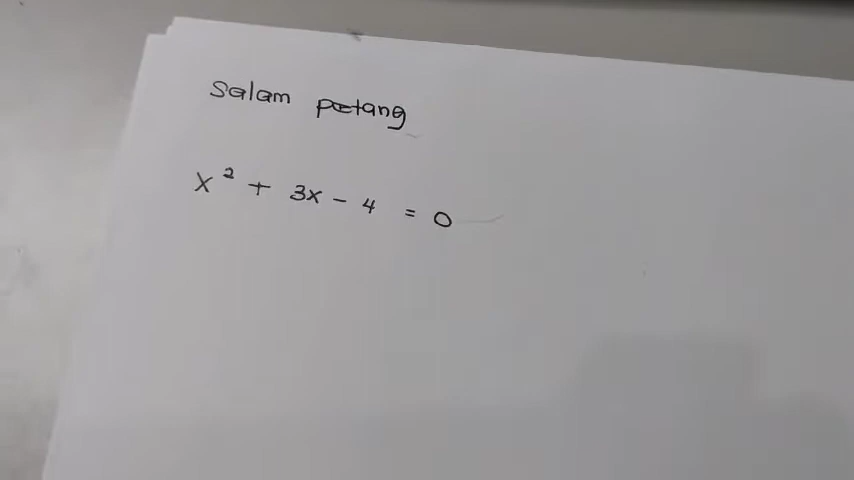 Salam petang
x² + 3x - 4 = 0